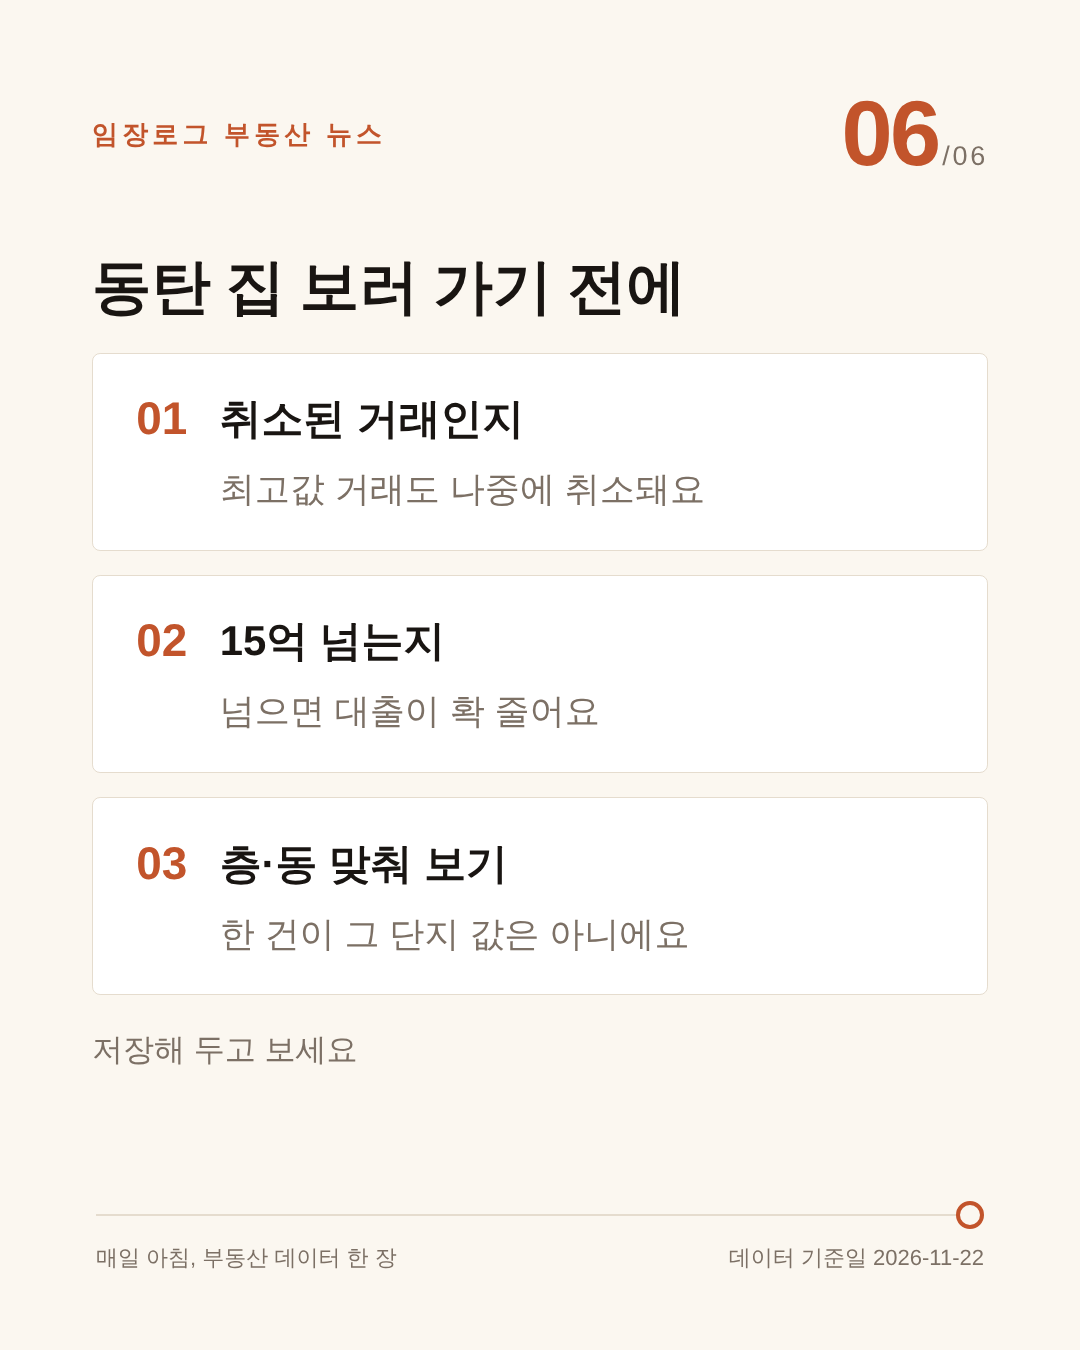 임장로그 부동산 뉴스
06/06
동탄 집 보러 가기 전에
01 취소된 거래인지
최고값 거래도 나중에 취소돼요
02 15억 넘는지
넘으면 대출이 확 줄어요
03 층·동 맞춰 보기
한 건이 그 단지 값은 아니에요
저장해 두고 보세요
매일 아침, 부동산 데이터 한 장
데이터 기준일 2026-11-22